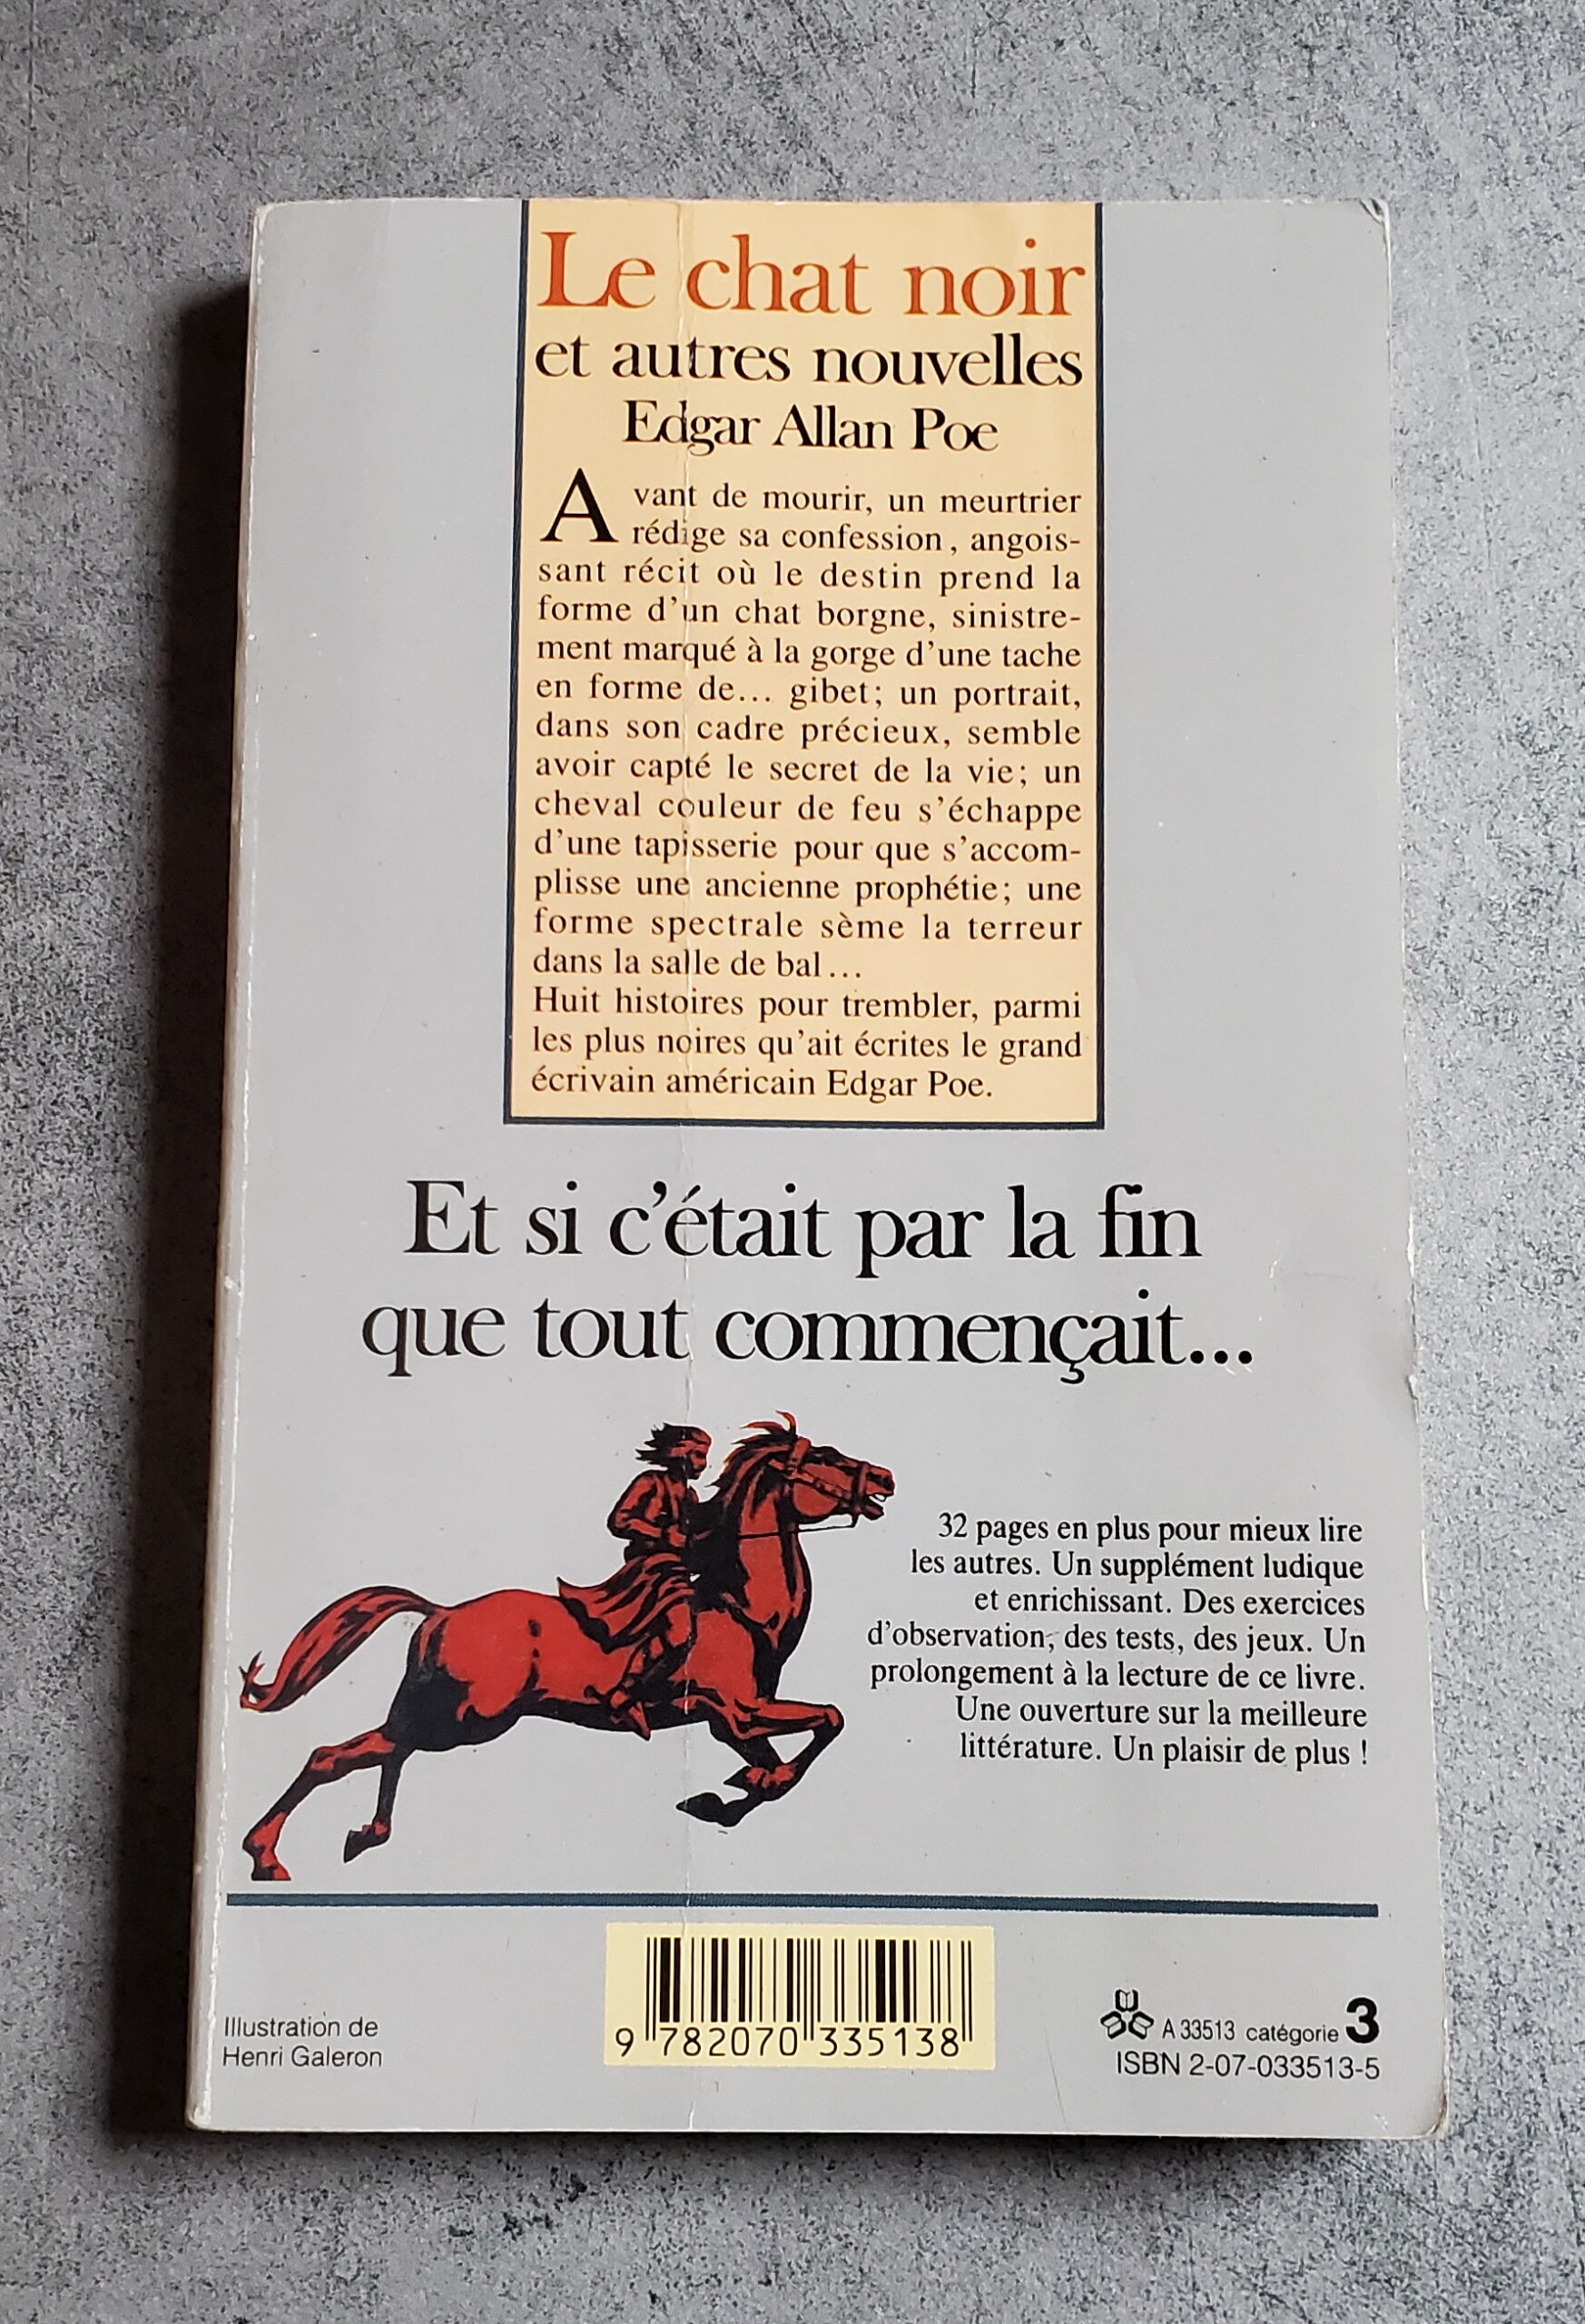 Le chat noir
et autres nouvelles
Edgar Allan Poe
Avant de mourir, un meurtrier
rédige sa confession, angois-
sant récit où le destin prend la
forme d'un chat borgne, sinistre-
ment marqué à la gorge d'une tache
en forme de... gibet; un portrait,
dans son cadre précieux, semble
avoir capté le secret de la vie; un
cheval couleur de feu s'échappe
d'une tapisserie pour que s'accom-
plisse une ancienne prophétie; une
forme spectrale sème la terreur
dans la salle de bal...
Huit histoires pour trembler, parmi
les plus noires qu'ait écrites le grand
écrivain américain Edgar Poe.
Et si c'était par la fin
que tout commençait...
32 pages en plus pour mieux lire
les autres. Un supplément ludique
et enrichissant. Des exercices
d'observation, des tests, des jeux. Un
prolongement à la lecture de ce livre.
Une ouverture sur la meilleure
littérature. Un plaisir de plus !
Illustration de
Henri Galeron
9 782070 335138
A 33513 catégorie 3
ISBN 2-07-033513-5